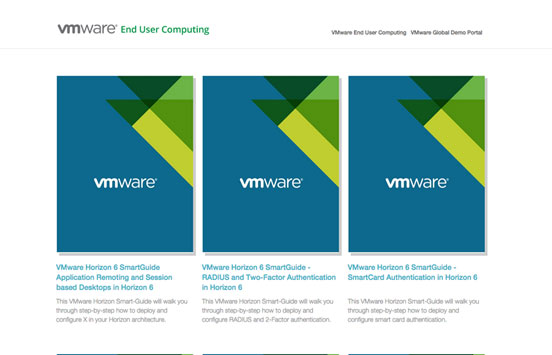 vmware® End User Computing
VMware End User Computing VMware Global Demo Portal
vmware®
vmware®
vmware®
VMware Horizon 6 SmartGuide
Application Remoting and Session
based Desktops in Horizon 6
This VMware Horizon Smart-Guide will walk you
through step-by-step how to deploy and
configure X in your Horizon architecture.
VMware Horizon 6 SmartGuide -
RADIUS and Two-Factor Authentication
in Horizon 6
This VMware Horizon Smart-Guide will walk you
through step-by-step how to deploy and
configure RADIUS and 2-Factor authentication.
VMware Horizon 6 SmartGuide -
SmartCard Authentication in Horizon 6
This VMware Horizon Smart-Guide will walk you
through step-by-step how to deploy and
configure smart card authentication.